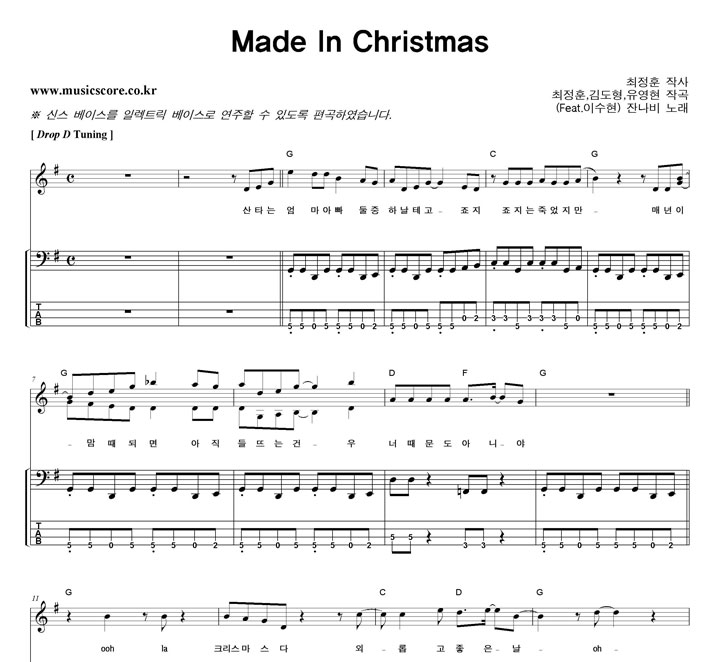 Made In Christmas
최정훈 작사
www.musicscore.co.kr
최정훈,김도형,유영현 작곡
(Feat.이수현) 잔나비 노래
※ 신스 베이스를 일렉트릭 베이스로 연주할 수 있도록 편곡하였습니다.
[ Drop D Tuning ]
G C G
산타는 엄 마아빠 둘중 하날테고 죠지 죠지는죽었지만 매년이
5 5 0 5 5 5 0 2 5 5 0 5 5 5 0 2 3 3 3 3 3 3 0 5 5 0 5 5 5 0 2
7
G D F G
맘 때 되 면 아 직 들 뜨 는 건 우 너 때 문 도 아 니 야
5 5 0 5 5 5 0 2 5 5 0 5 5 5 0 2 5 5 3 3 5 5 0 5 5 5 0 2
11
G C D G
ooh la 크리스마 스 다 외 롭 고 좋 은 날 oh